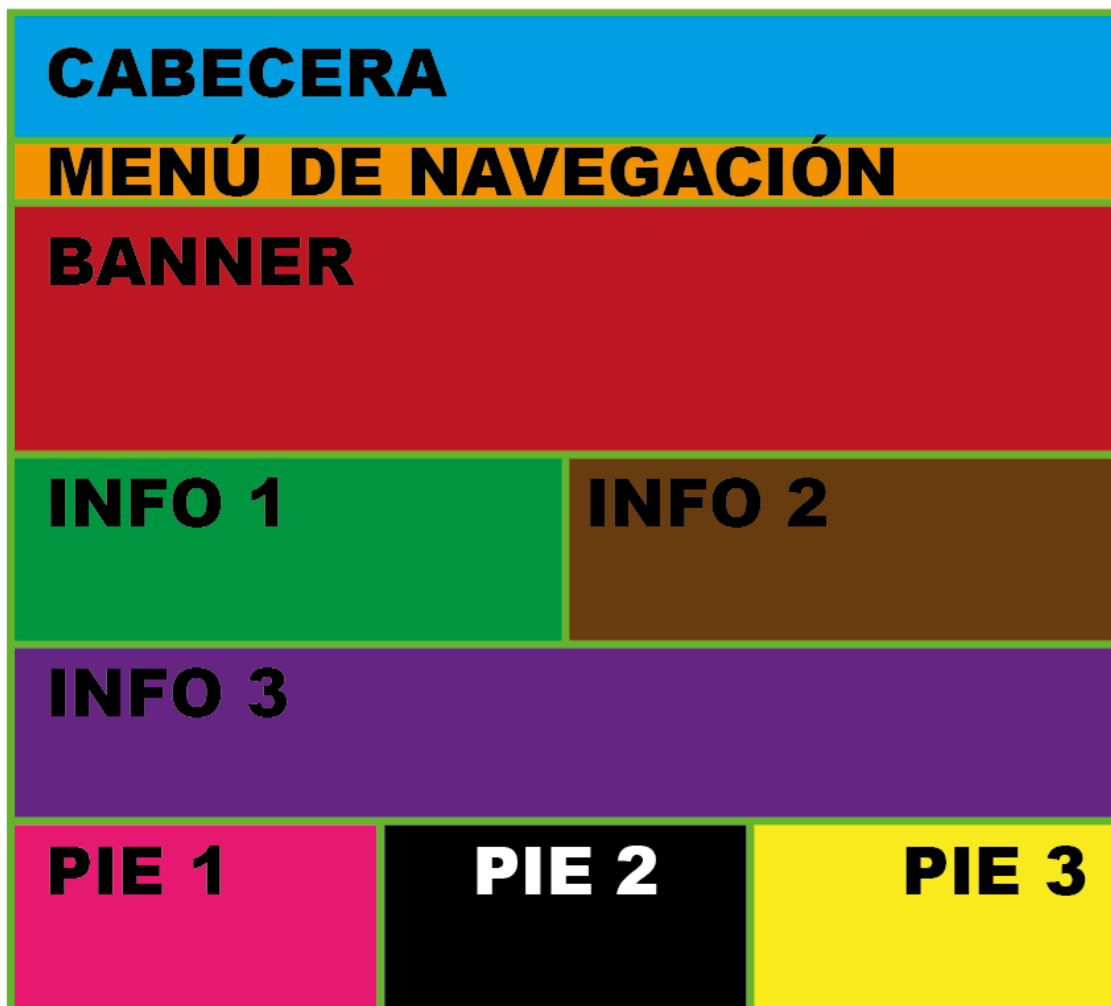 CABECERA
MENÚ DE NAVEGACIÓN
BANNER
INFO 1 INFO 2
INFO 3
PIE 1 PIE 2 PIE 3